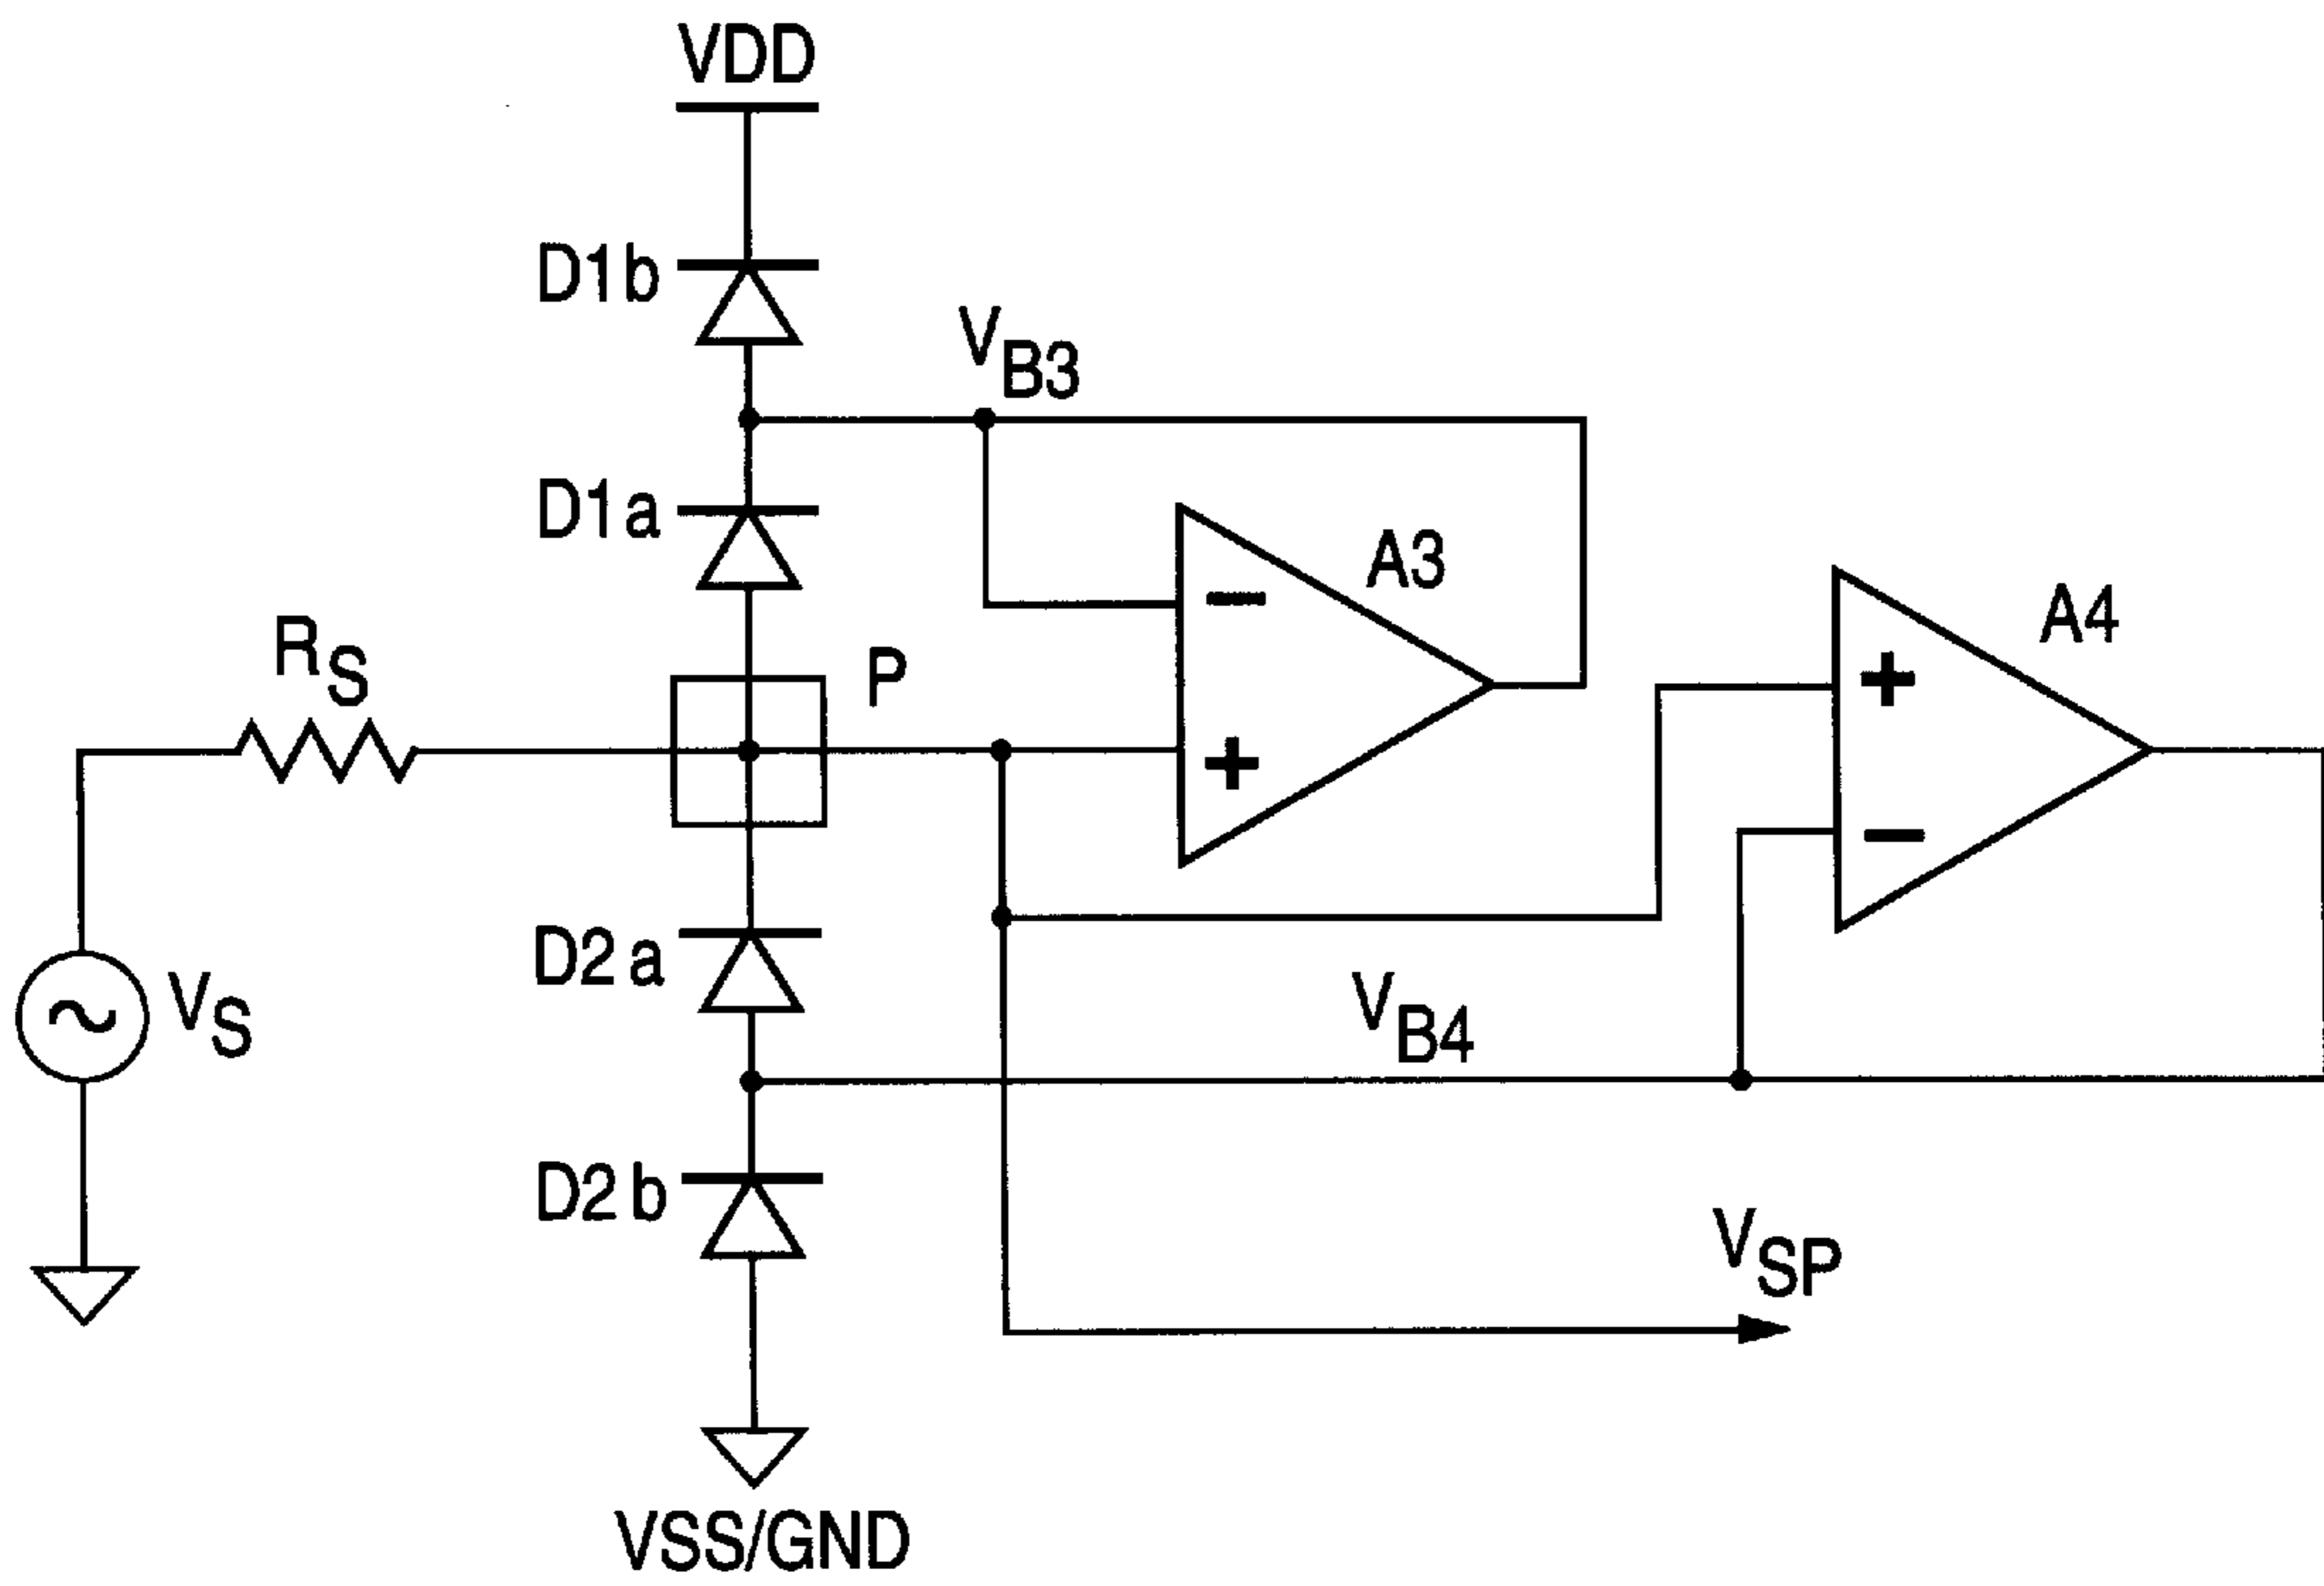 VDD
D1b
VB3
D1a
A3
A4
RS
P
−
+
+
−
VS
D2a
VB4
D2b
VSP
VSS/GND